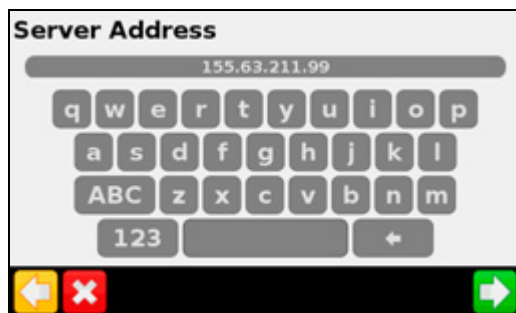 Server Address
155.63.211.99
q w e r t y u i o p
a s d f g h j k l
ABC z x c v b n m
123